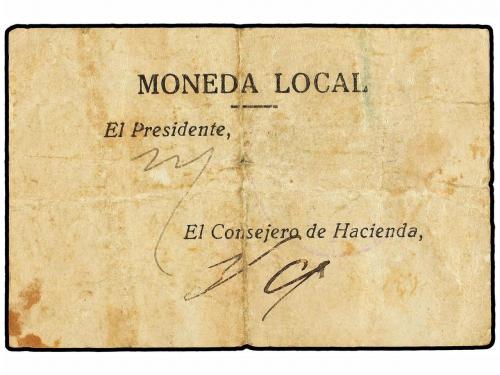 MONEDA LOCAL
El Presidente,
El Consejero de Hacienda,